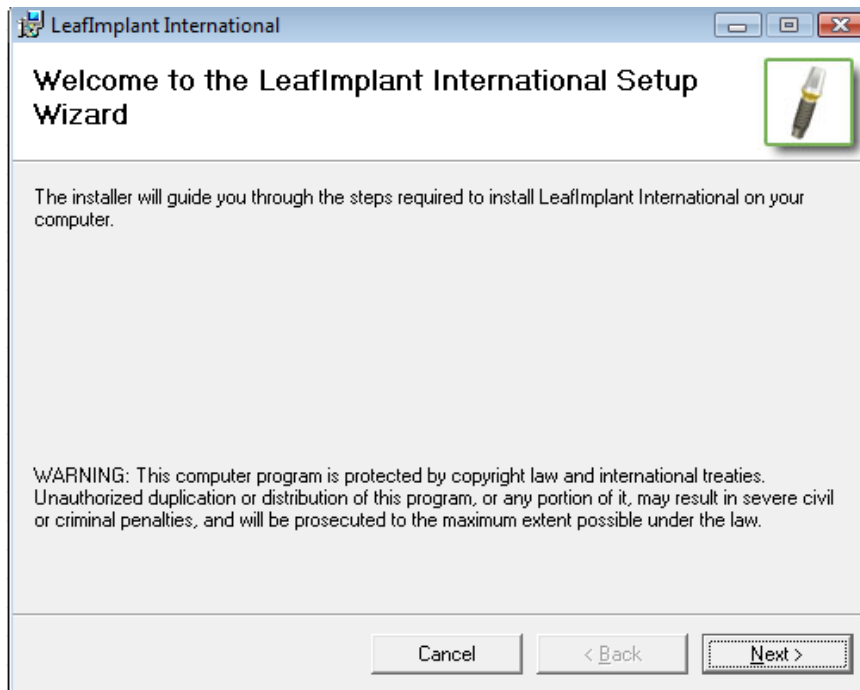 LeafImplant International
Welcome to the LeafImplant International Setup
Wizard
The installer will guide you through the steps required to install LeafImplant International on your
computer.
WARNING: This computer program is protected by copyright law and international treaties.
Unauthorized duplication or distribution of this program, or any portion of it, may result in severe civil
or criminal penalties, and will be prosecuted to the maximum extent possible under the law.
Cancel
< Back
Next >